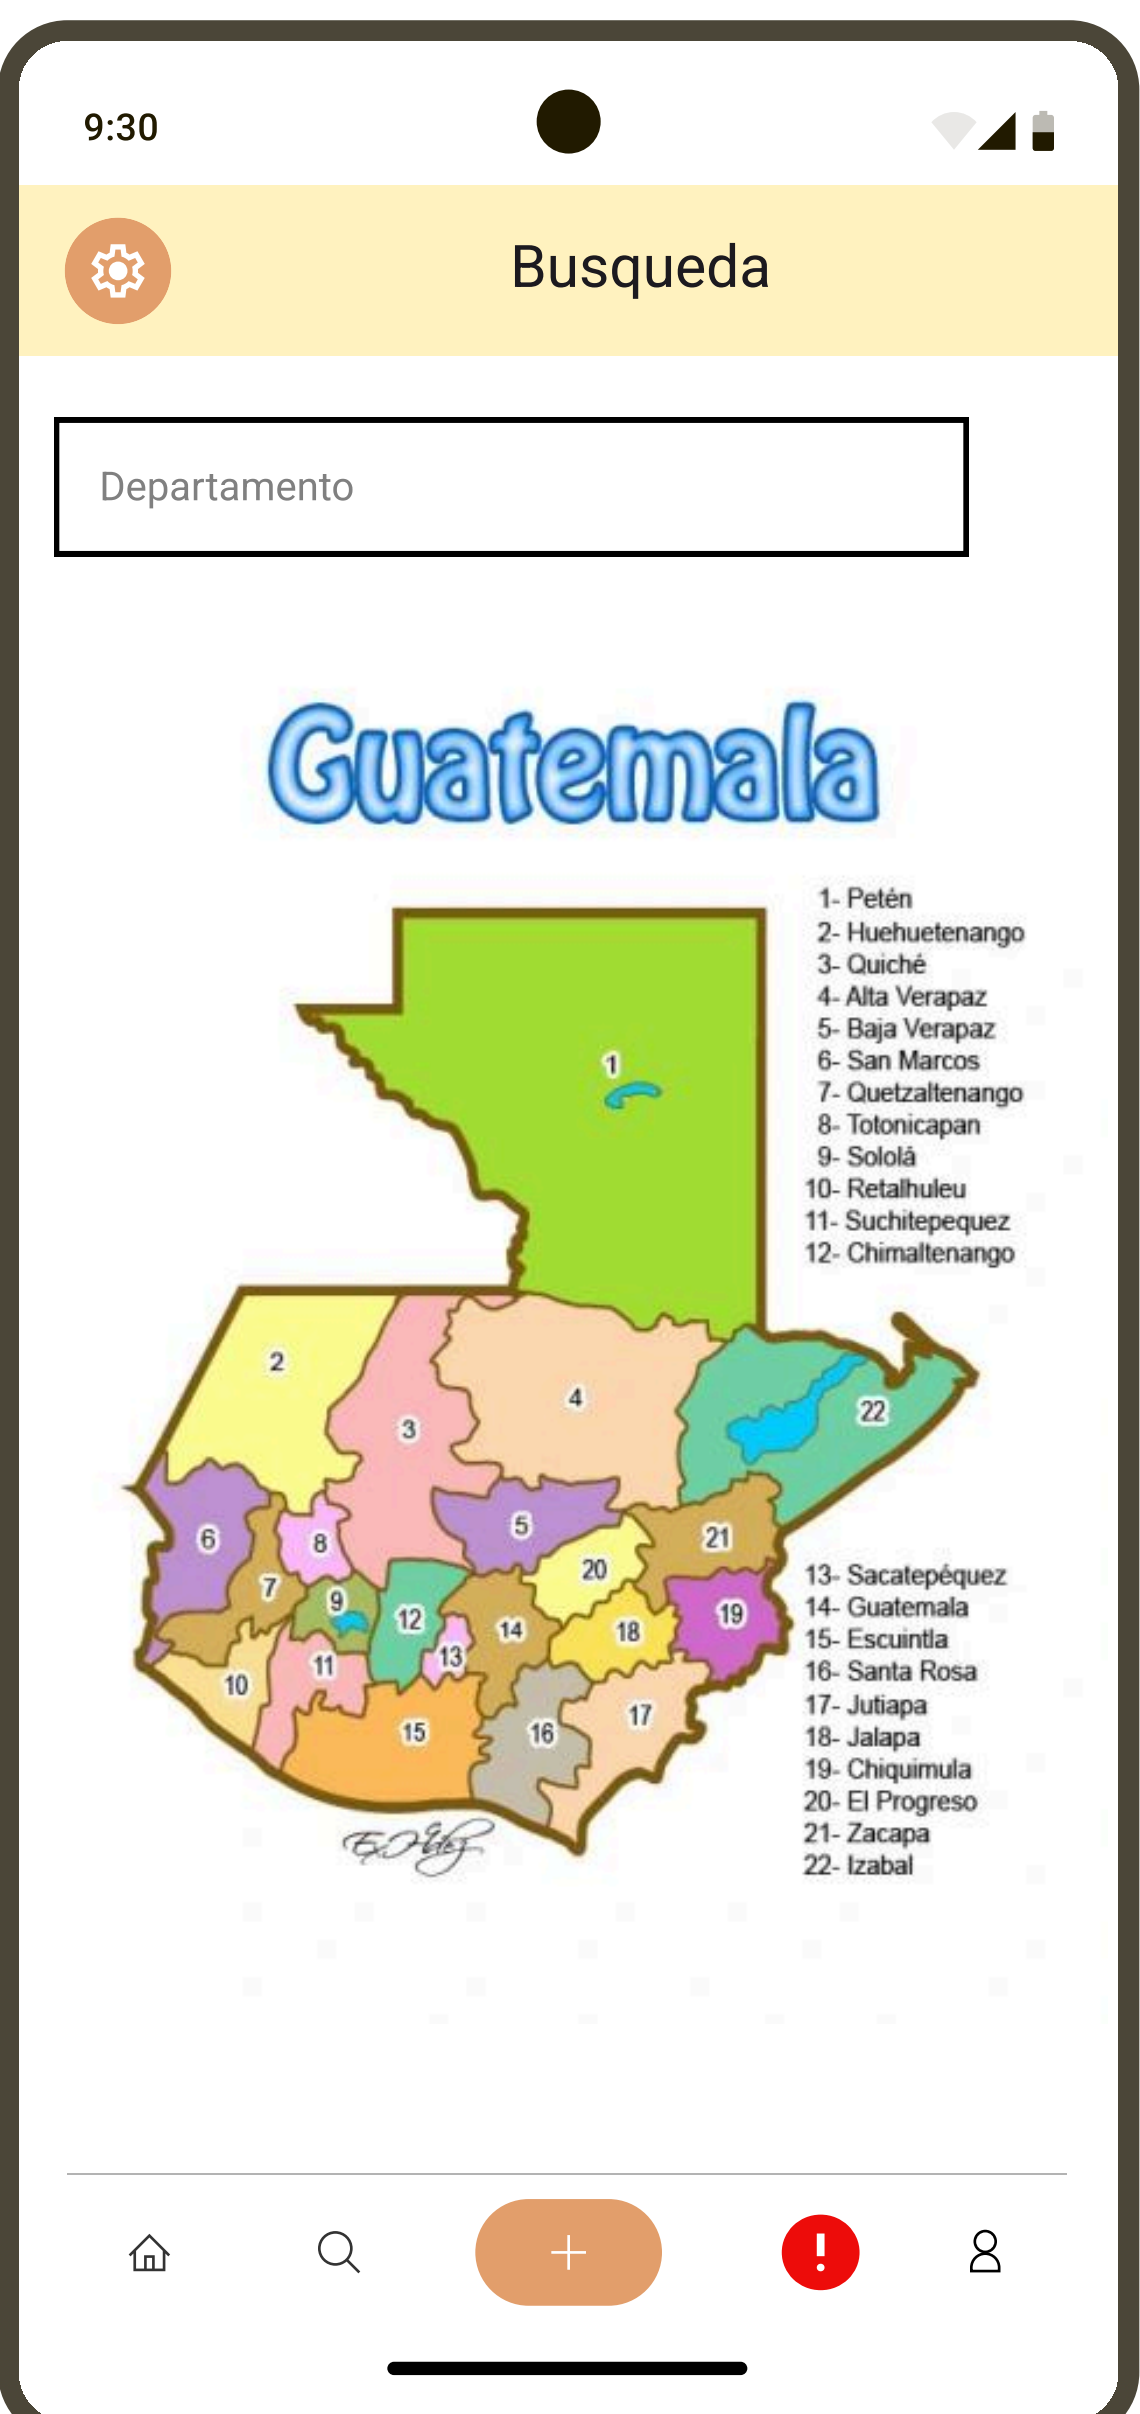 9:30
Busqueda
Departamento
Guatemala
1- Petén
2- Huehuetenango
3- Quiché
4- Alta Verapaz
5- Baja Verapaz
6- San Marcos
7- Quetzaltenango
8- Totonicapan
9- Sololá
10- Retalhuleu
11- Suchitepequez
12- Chimaltenango
1
2
3
4
22
5
6
8
21
20
7
9
12
19
14
18
13
11
10
17
15
16
13- Sacatepéquez
14- Guatemala
15- Escuintla
16- Santa Rosa
17- Jutiapa
18- Jalapa
19- Chiquimula
20- El Progreso
21- Zacapa
22- Izabal